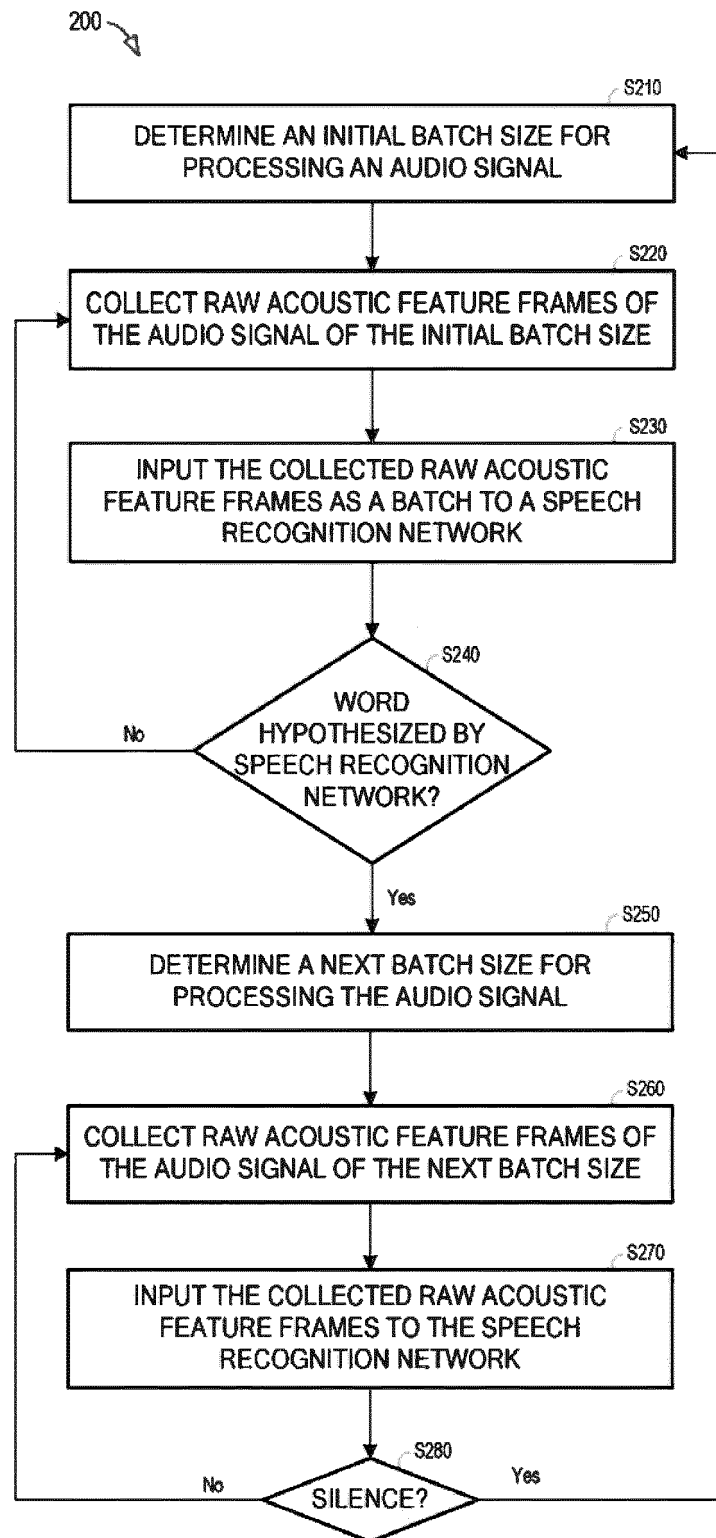 200
S210
DETERMINE AN INITIAL BATCH SIZE FOR
PROCESSING AN AUDIO SIGNAL
S220
COLLECT RAW ACOUSTIC FEATURE FRAMES OF
THE AUDIO SIGNAL OF THE INITIAL BATCH SIZE
S230
INPUT THE COLLECTED RAW ACOUSTIC
FEATURE FRAMES AS A BATCH TO A SPEECH
RECOGNITION NETWORK
S240
WORD
HYPOTHESIZED BY
SPEECH RECOGNITION
NETWORK?
No
Yes
S250
DETERMINE A NEXT BATCH SIZE FOR
PROCESSING THE AUDIO SIGNAL
S260
COLLECT RAW ACOUSTIC FEATURE FRAMES OF
THE AUDIO SIGNAL OF THE NEXT BATCH SIZE
S270
INPUT THE COLLECTED RAW ACOUSTIC
FEATURE FRAMES TO THE SPEECH
RECOGNITION NETWORK
S280
No
SILENCE?
Yes